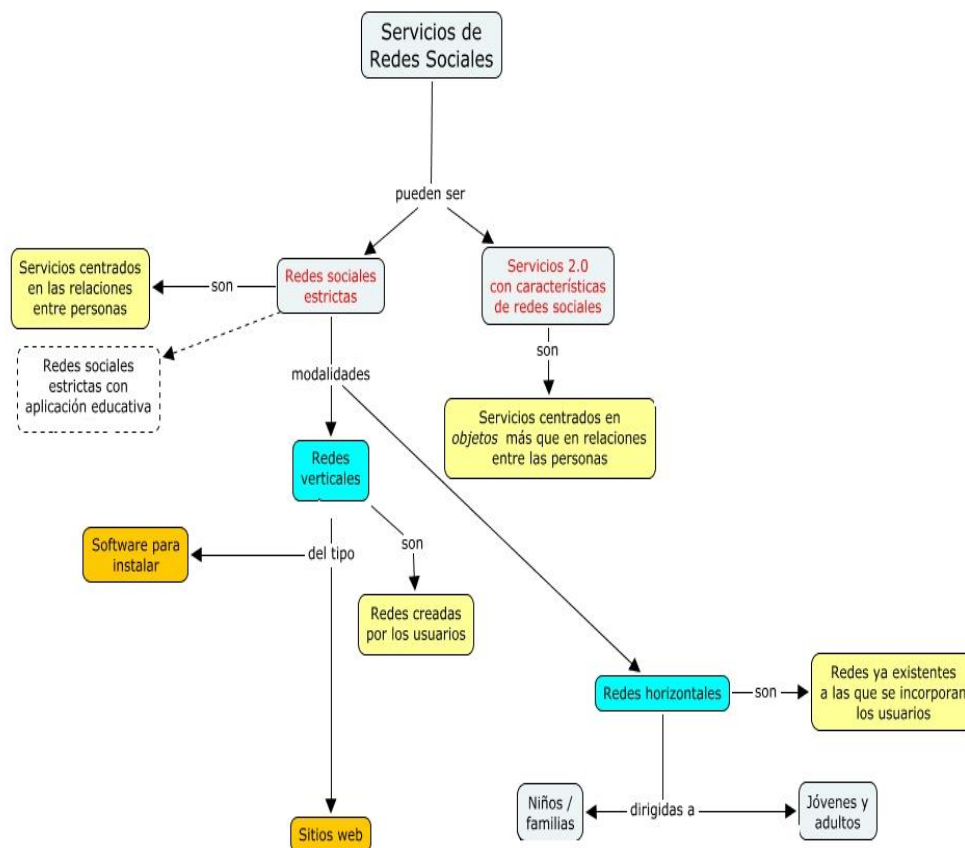 Servicios de
Redes Sociales
pueden ser
Servicios centrados
en las relaciones
entre personas
son
Redes sociales
estrictas
Servicios 2.0
con características
de redes sociales
Redes sociales
estrictas con
aplicación educativa
modalidades
son
Servicios centrados en
objetos más que en relaciones
entre las personas
Redes
verticales
Software para
instalar
del tipo
son
Redes creadas
por los usuarios
Redes horizontales
son
Redes ya existentes
a las que se incorporan
los usuarios
Niños /
familias
dirigidas a
Jóvenes y
adultos
Sitios web